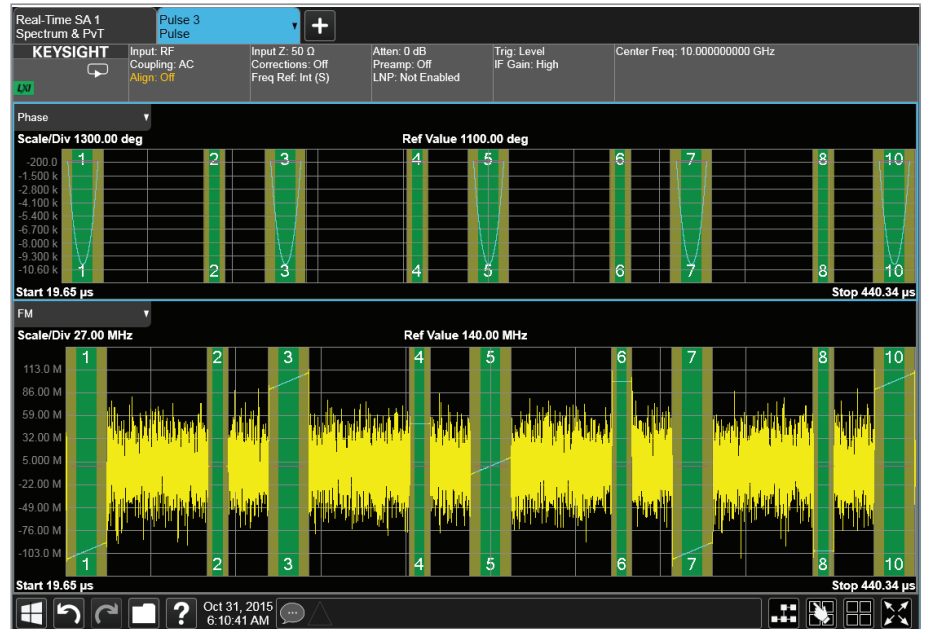 Real-Time SA 1
Spectrum & PvT
Pulse 3
Pulse
+
KEYSIGHT
LXI
Input: RF
Coupling: AC
Align: Off
Input Z: 50 Ω
Corrections: Off
Freq Ref: Int (S)
Atten: 0 dB
Preamp: Off
LNP: Not Enabled
Trig: Level
IF Gain: High
Center Freq: 10.000000000 GHz
Phase
Scale/Div 1300.00 deg
Ref Value 1100.00 deg
1 2 3 4 5 6 7 8 10
-200.0
-1.500 k
-2.800 k
-4.100 k
-5.400 k
-6.700 k
-8.000 k
-9.300 k
-10.60 k
1 2 3 4 5 6 7 8 10
Start 19.65 µs
Stop 440.34 µs
FM
Scale/Div 27.00 MHz
Ref Value 140.00 MHz
1 2 3 4 5 6 7 8 10
113.0 M
86.00 M
59.00 M
32.00 M
5.000 M
-22.00 M
-49.00 M
-76.00 M
-103.0 M
1 2 3 4 5 6 7 8 10
Start 19.65 µs
Stop 440.34 µs
?
Oct 31, 2015
6:10:41 AM